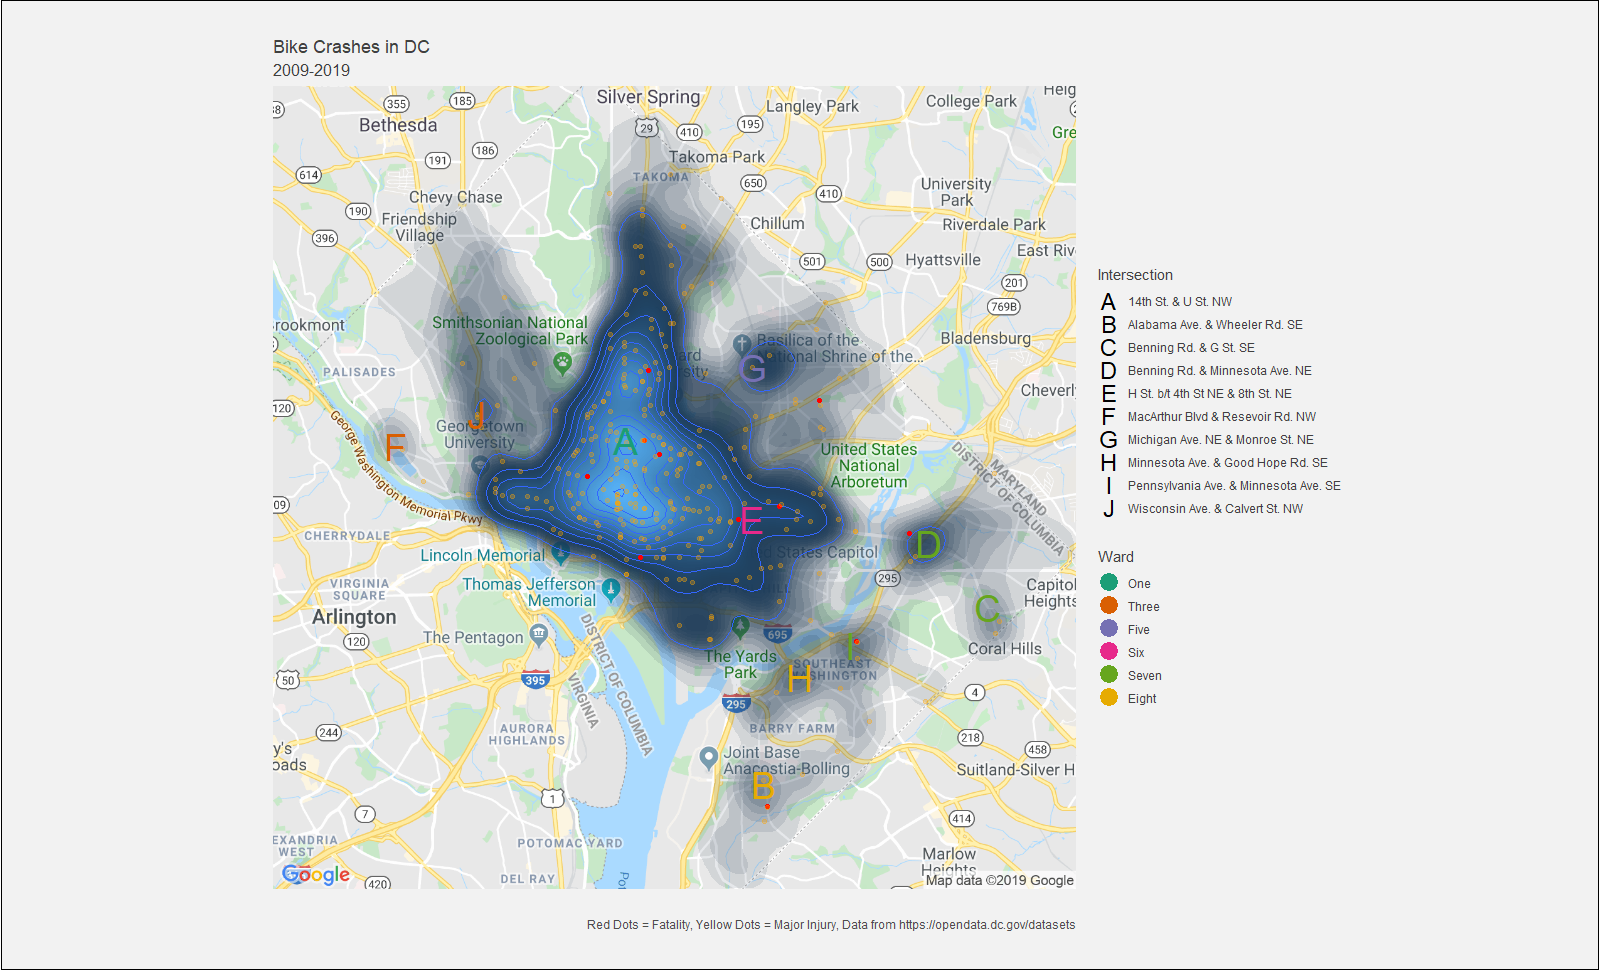 Bike Crashes in DC
2009-2019
Silver Spring
Langley Park
College Park
Heig
355
185
29
410
195
Bethesda
Gre
191
186
Takoma Park
614
TAKOMA
650
410
University
Park
Chevy Chase
190
Friendship
Village
Chillum
Riverdale Park
396
East Riv
501
500
Hyattsville
201
769B
rookmont
Smithsonian National
Zoological Park
Basilica of the
National Shrine of the...
Bladensburg
ard
sity
G
PALISADES
Cheverly
120
J
Georgetown
University
F
A
George Washington Memorial Pkwy
United States
National
Arboretum
MARYLAND
DISTRICT OF COLUMBIA
09
E
CHERRYDALE
Lincoln Memorial
d States Capitol
D
295
Thomas Jefferson
Memorial
VIRGINIA
SQUARE
Capitol
Heights
HILL
C
Arlington
120
The Pentagon
695
I
Coral Hills
The Yards
Park
SOUTHEAST
WASHINGTON
H
50
395
295
4
DISTRICT OF COLUMBIA
VIRGINIA
AURORA
HIGHLANDS
BARRY FARM
244
218
458
y's
oads
Joint Base
Anacostia-Bolling
Suitland-Silver H
B
1
7
414
EXANDRIA
WEST
POTOMAC YARD
Marlow
Heights
Google
420
DEL RAY
Pot
Map data ©2019 Google
Intersection
A 14th St. & U St. NW
B Alabama Ave. & Wheeler Rd. SE
C Benning Rd. & G St. SE
D Benning Rd. & Minnesota Ave. NE
E H St. b/t 4th St NE & 8th St. NE
F MacArthur Blvd & Resevoir Rd. NW
G Michigan Ave. NE & Monroe St. NE
H Minnesota Ave. & Good Hope Rd. SE
I Pennsylvania Ave. & Minnesota Ave. SE
J Wisconsin Ave. & Calvert St. NW
Ward
One
Three
Five
Six
Seven
Eight
Red Dots = Fatality, Yellow Dots = Major Injury, Data from https://opendata.dc.gov/datasets